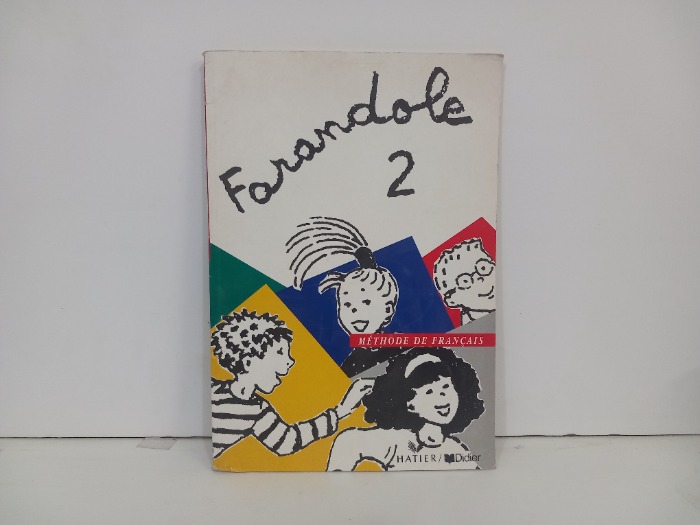 Farandole
2
MÉTHODE DE FRANÇAIS
HATIER/Didier